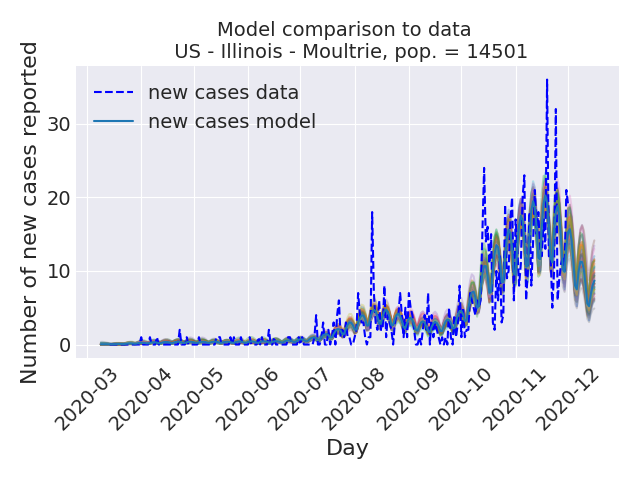 Model comparison to data
US - Illinois - Moultrie, pop. = 14501
Number of new cases reported
new cases data
new cases model
30
20
10
0
2020-03
2020-04
2020-05
2020-06
2020-07
2020-08
2020-09
2020-10
2020-11
2020-12
Day